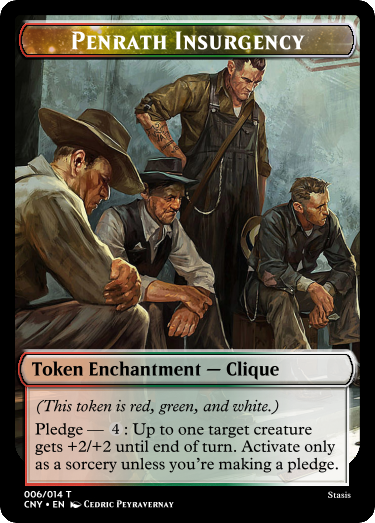 PENRATH INSURGENCY
Token Enchantment — Clique
(This token is red, green, and white.)
Pledge — 4 : Up to one target creature
gets +2/+2 until end of turn. Activate only
as a sorcery unless you're making a pledge.
006/014 T
CNY • EN CEDRIC PEYRAVERNAY
Stasis